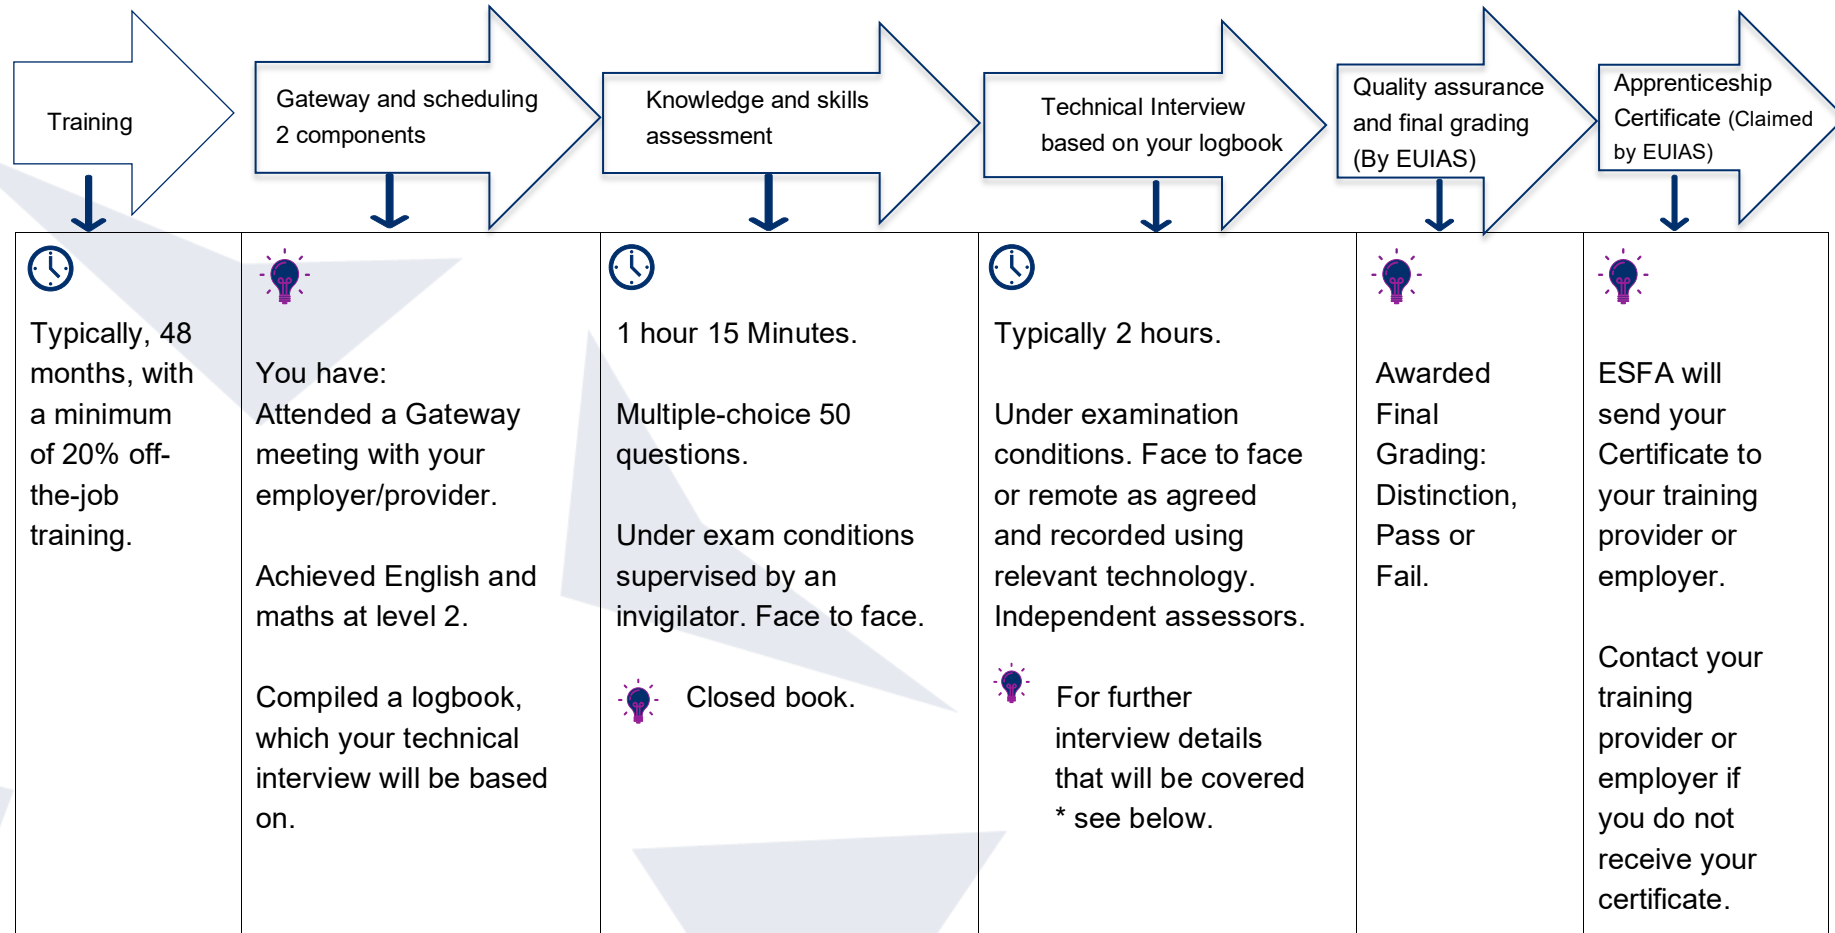 Training
Gateway and scheduling
2 components
Knowledge and skills
assessment
Technical Interview
based on your logbook
Quality assurance
and final grading
(By EUIAS)
Apprenticeship
Certificate (Claimed
by EUIAS)
Typically, 48
months, with
a minimum
of 20% off-
the-job
training.
You have:
Attended a Gateway
meeting with your
employer/provider.
Achieved English and
maths at level 2.
Compiled a logbook,
which your technical
interview will be based
on.
1 hour 15 Minutes.
Multiple-choice 50
questions.
Under exam conditions
supervised by an
invigilator. Face to face.
Closed book.
Typically 2 hours.
Under examination
conditions. Face to face
or remote as agreed
and recorded using
relevant technology.
Independent assessors.
For further
interview details
that will be covered
* see below.
Awarded
Final
Grading:
Distinction,
Pass or
Fail.
ESFA will
send your
Certificate to
your training
provider or
employer.
Contact your
training
provider or
employer if
you do not
receive your
certificate.